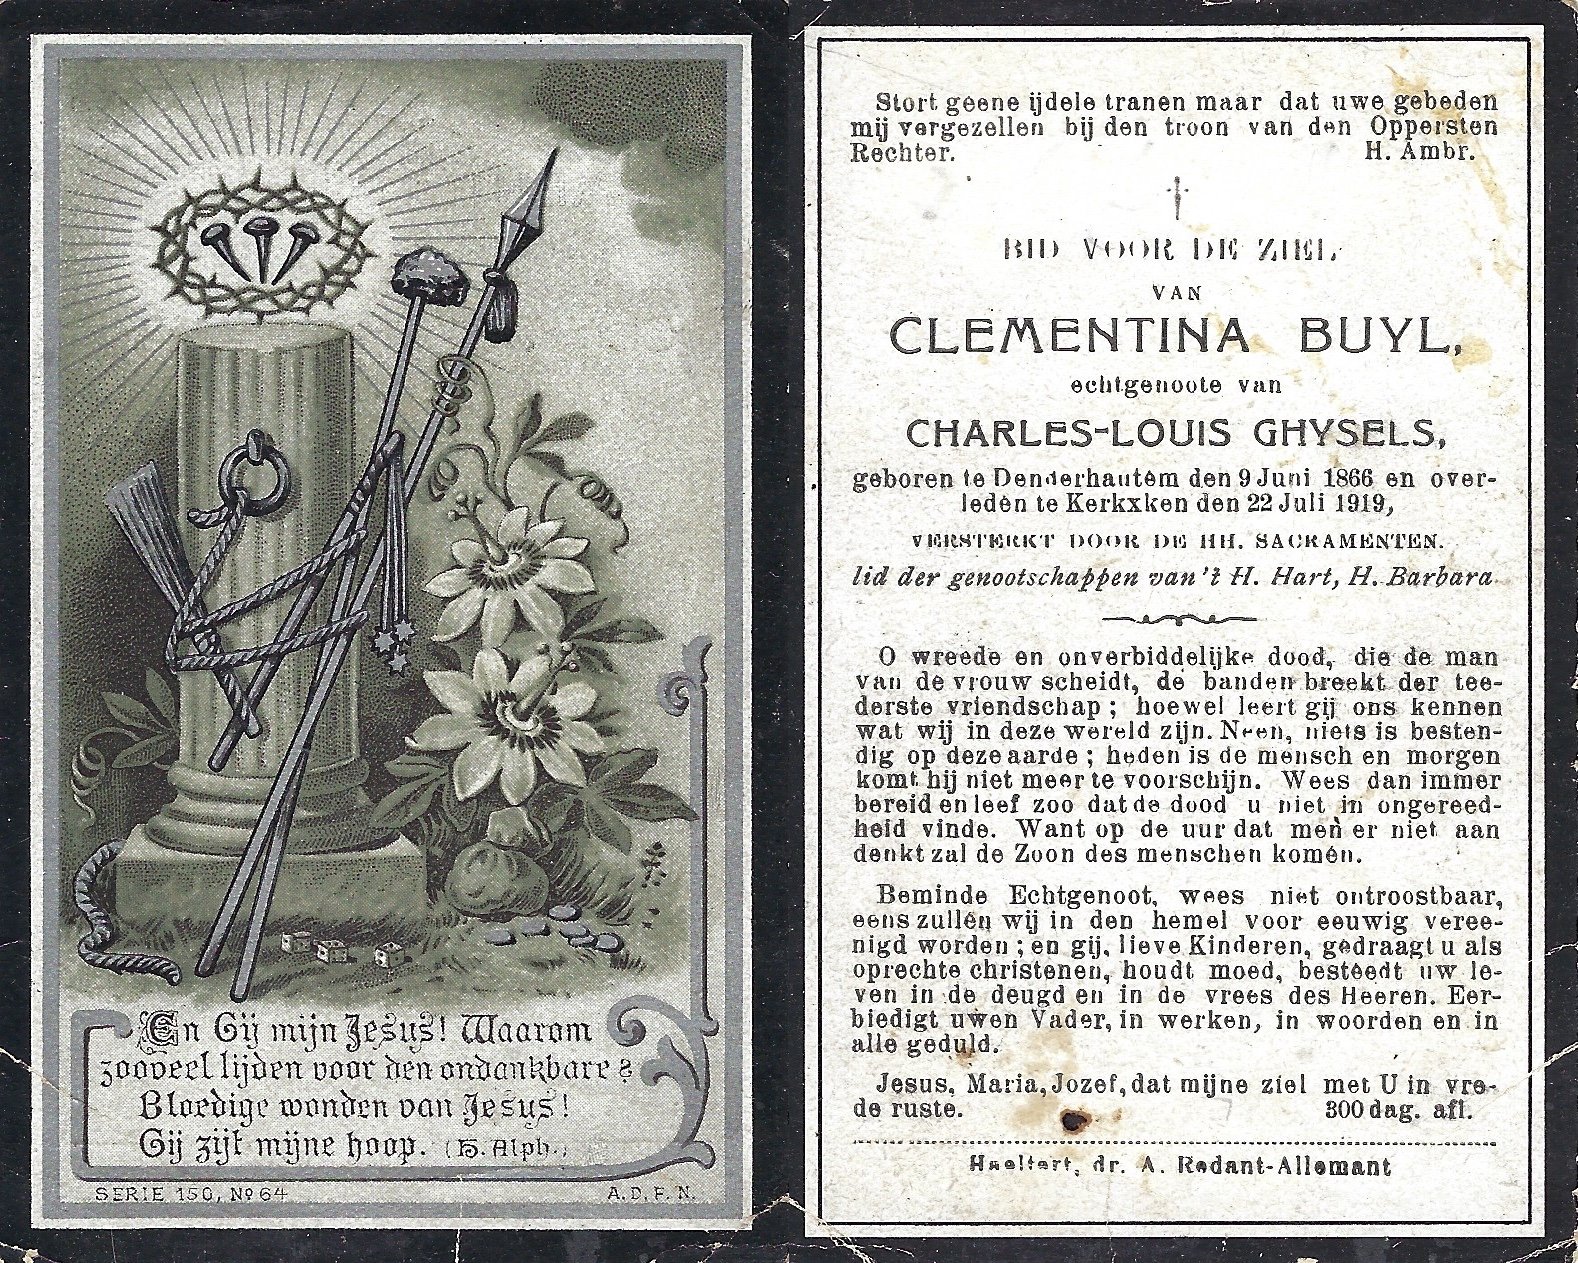 En Gij mijn Jesus! Waarom
zooveel lijden voor den ondankbare?
Bloedige wonden van Jesus!
Gij zijt mijne hoop. (H. Alph.)
SERIE 150, No 64
A. D. F. N.
Stort geene ijdele tranen maar dat uwe gebeden
mij vergezellen bij den troon van den Oppersten
Rechter. H. Ambr.
BID VOOR DE ZIEL
VAN
CLEMENTINA BUYL,
echtgenoote van
CHARLES-LOUIS GHYSELS,
geboren te Denderhautem den 9 Juni 1866 en over-
leden te Kerkxken den 22 Juli 1919,
VERSTERKT DOOR DE HH. SACRAMENTEN.
lid der genootschappen van 't H. Hart, H. Barbara
O wreede en onverbiddelijke dood, die de man
van de vrouw scheidt, de banden breekt der tee-
derste vriendschap; hoewel leert gij ons kennen
wat wij in deze wereld zijn. Neen, niets is besten-
dig op deze aarde; heden is de mensch en morgen
komt hij niet meer te voorschijn. Wees dan immer
bereid en leef zoo dat de dood u niet in ongereed-
heid vinde. Want op de uur dat men er niet aan
denkt zal de Zoon des menschen komen.
Beminde Echtgenoot, wees niet ontroostbaar,
eens zullen wij in den hemel voor eeuwig veree-
nigd worden; en gij, lieve Kinderen, gedraagt u als
oprechte christenen, houdt moed, besteedt uw le-
ven in de deugd en in de vrees des Heeren. Eer-
biedigt uwen Vader, in werken, in woorden en in
alle geduld.
Jesus, Maria, Jozef, dat mijne ziel met U in vre-
de ruste. 300 dag. afl.
Haeltert, dr. A. Redant-Allemant